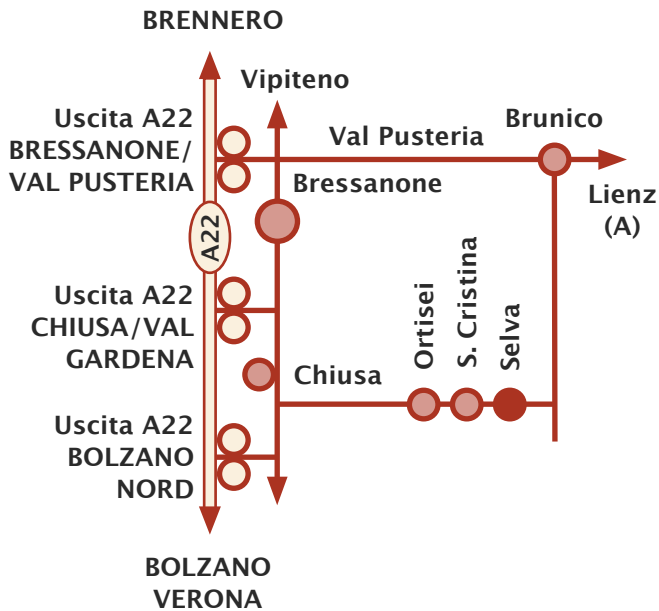 BRENNERO
Vipiteno
Uscita A22
BRESSANONE/
VAL PUSTERIA
Val Pusteria
Brunico
Bressanone
Lienz
(A)
A22
Uscita A22
CHIUSA/VAL
GARDENA
Ortisei
S. Cristina
Selva
Chiusa
Uscita A22
BOLZANO
NORD
BOLZANO
VERONA